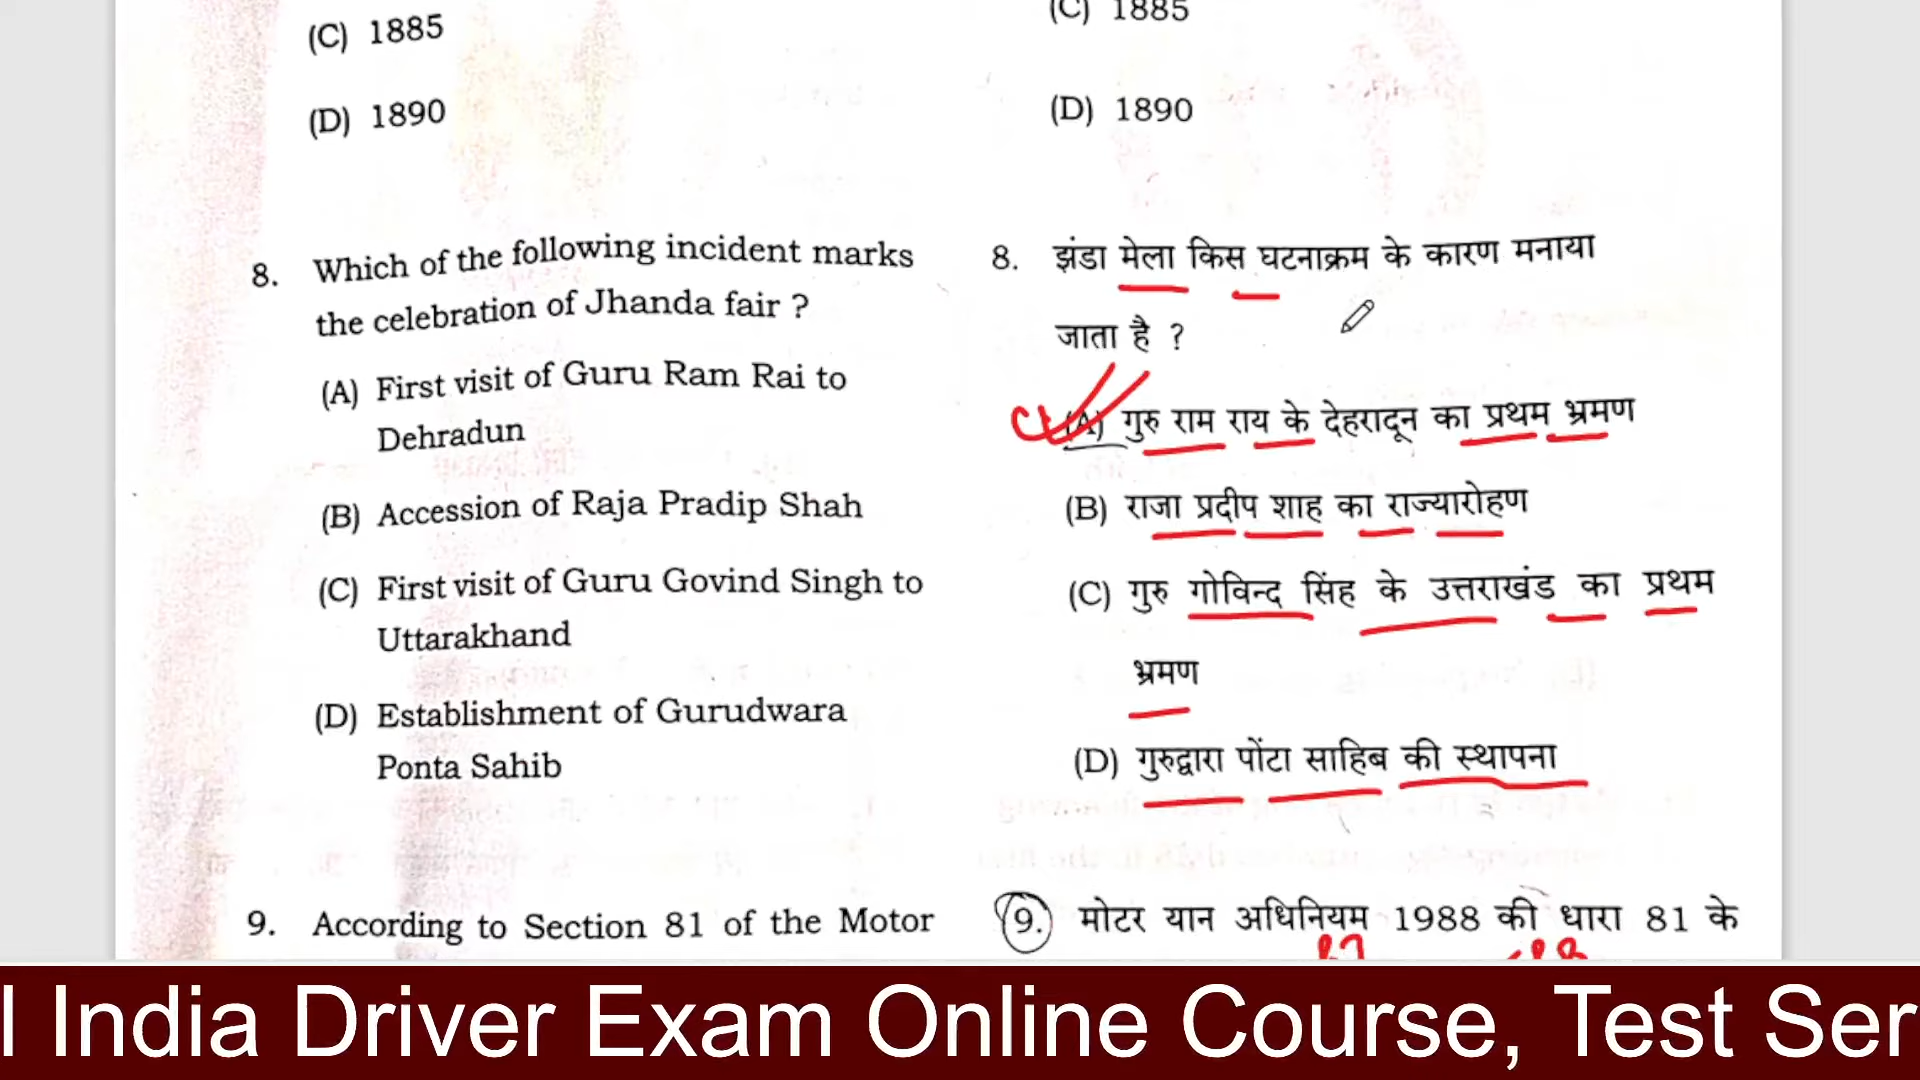 (C) 1885
(D) 1890
8. Which of the following incident marks
the celebration of Jhanda fair ?
(A) First visit of Guru Ram Rai to
Dehradun
(B) Accession of Raja Pradip Shah
(C) First visit of Guru Govind Singh to
Uttarakhand
(D) Establishment of Gurudwara
Ponta Sahib
9. According to Section 81 of the Motor
(C) 1885
(D) 1890
8. झंडा मेला किस घटनाक्रम के कारण मनाया
जाता है ?
(A) गुरु राम राय के देहरादून का प्रथम भ्रमण
(B) राजा प्रदीप शाह का राज्यारोहण
(C) गुरु गोविन्द सिंह के उत्तराखंड का प्रथम
भ्रमण
(D) गुरुद्वारा पोंटा साहिब की स्थापना
9. मोटर यान अधिनियम 1988 की धारा 81 के
l India Driver Exam Online Course, Test Ser